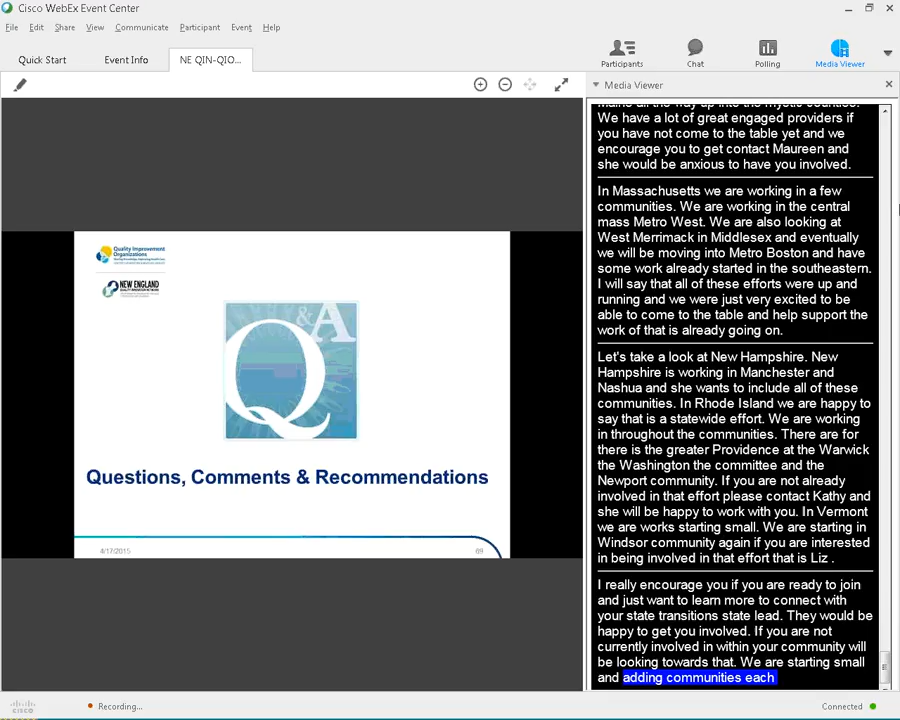 Cisco WebEx Event Center
File Edit Share View Communicate Participant Event Help
Quick Start Event Info NE QIN-QIO...
Participants Chat Polling Media Viewer
Media Viewer
Quality Improvement
Organizations
NEW ENGLAND
Q&A
Questions, Comments & Recommendations
4/17/2015 69
Maine all the way up into the mystic counties.
We have a lot of great engaged providers if
you have not come to the table yet and we
encourage you to get contact Maureen and
she would be anxious to have you involved.
In Massachusetts we are working in a few
communities. We are working in the central
mass Metro West. We are also looking at
West Merrimack in Middlesex and eventually
we will be moving into Metro Boston and have
some work already started in the southeastern.
I will say that all of these efforts were up and
running and we were just very excited to be
able to come to the table and help support the
work of that is already going on.
Let's take a look at New Hampshire. New
Hampshire is working in Manchester and
Nashua and she wants to include all of these
communities. In Rhode Island we are happy to
say that is a statewide effort. We are working
in throughout the communities. There are for
there is the greater Providence at the Warwick
the Washington the committee and the
Newport community. If you are not already
involved in that effort please contact Kathy and
she will be happy to work with you. In Vermont
we are works starting small. We are starting in
Windsor community again if you are interested
in being involved in that effort that is Liz .
I really encourage you if you are ready to join
and just want to learn more to connect with
your state transitions state lead. They would be
happy to get you involved. If you are not
currently involved in within your community will
be looking towards that. We are starting small
and adding communities each
cisco Recording... Connected